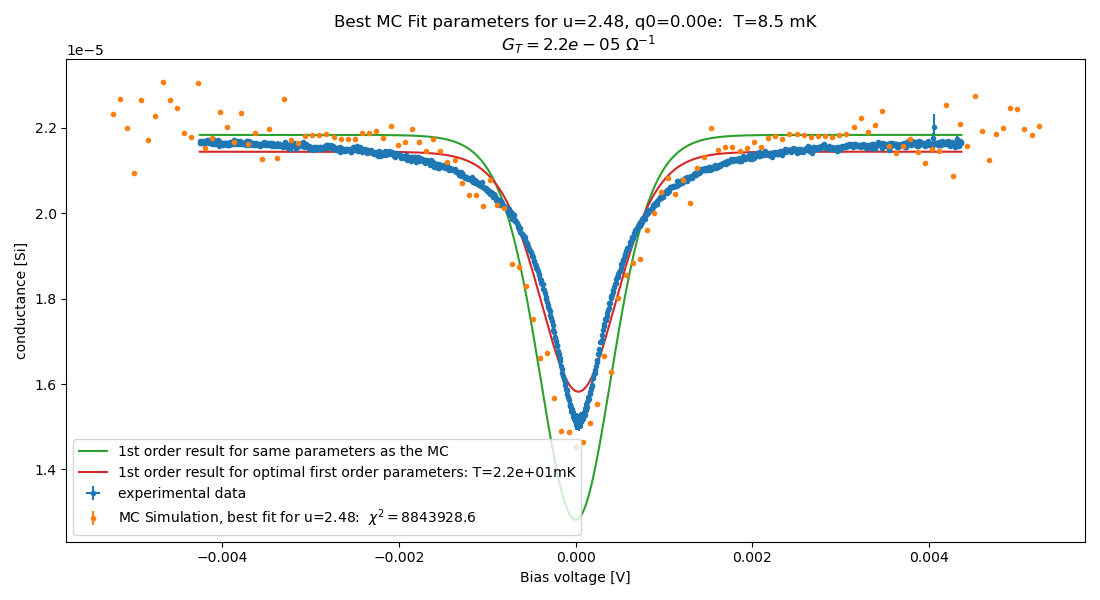 Best MC Fit parameters for u=2.48, q0=0.00e:  T=8.5 mK
G_T = 2.2e − 05 Ω⁻¹
1e−5
2.2
2.0
1.8
1.6
1.4
conductance [Si]
1st order result for same parameters as the MC
1st order result for optimal first order parameters: T=2.2e+01mK
experimental data
MC Simulation, best fit for u=2.48:  χ² = 8843928.6
−0.004
−0.002
0.000
0.002
0.004
Bias voltage [V]